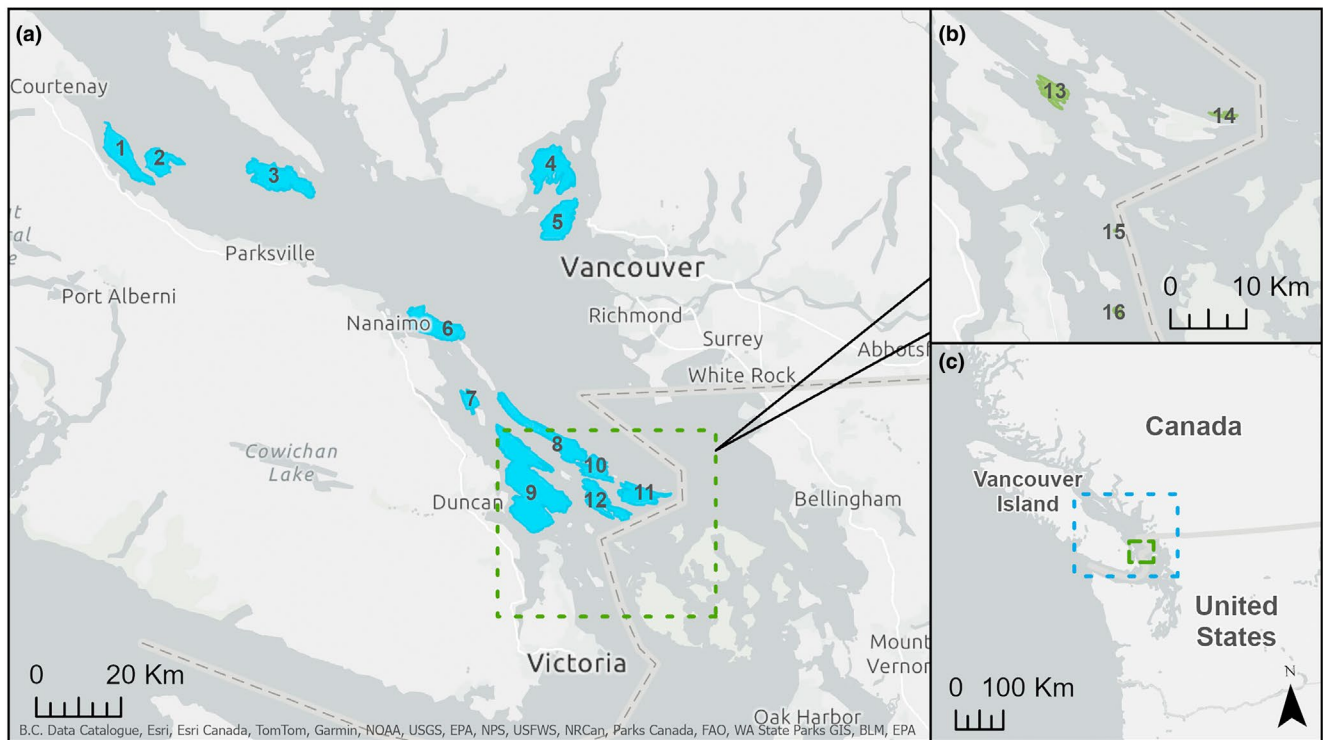 (a)
Courtenay
1
2
3
4
5
Vancouver
Parksville
Port Alberni
Nanaimo
6
Richmond
Surrey
Abbotsf
White Rock
7
8
10
9
12
11
Cowichan
Lake
Duncan
Bellingham
Victoria
Mount
Vernor
Oak Harbor
0 20 Km
B.C. Data Catalogue, Esri, Esri Canada, TomTom, Garmin, NOAA, USGS, EPA, NPS, USFWS, NRCan, Parks Canada, FAO, WA State Parks GIS, BLM, EPA
(b)
13
14
15
16
0 10 Km
(c)
Canada
Vancouver
Island
United
States
0 100 Km
N